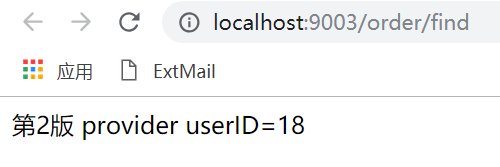 localhost:9003/order/find
应用 ExtMail
第2版 provider userID=18